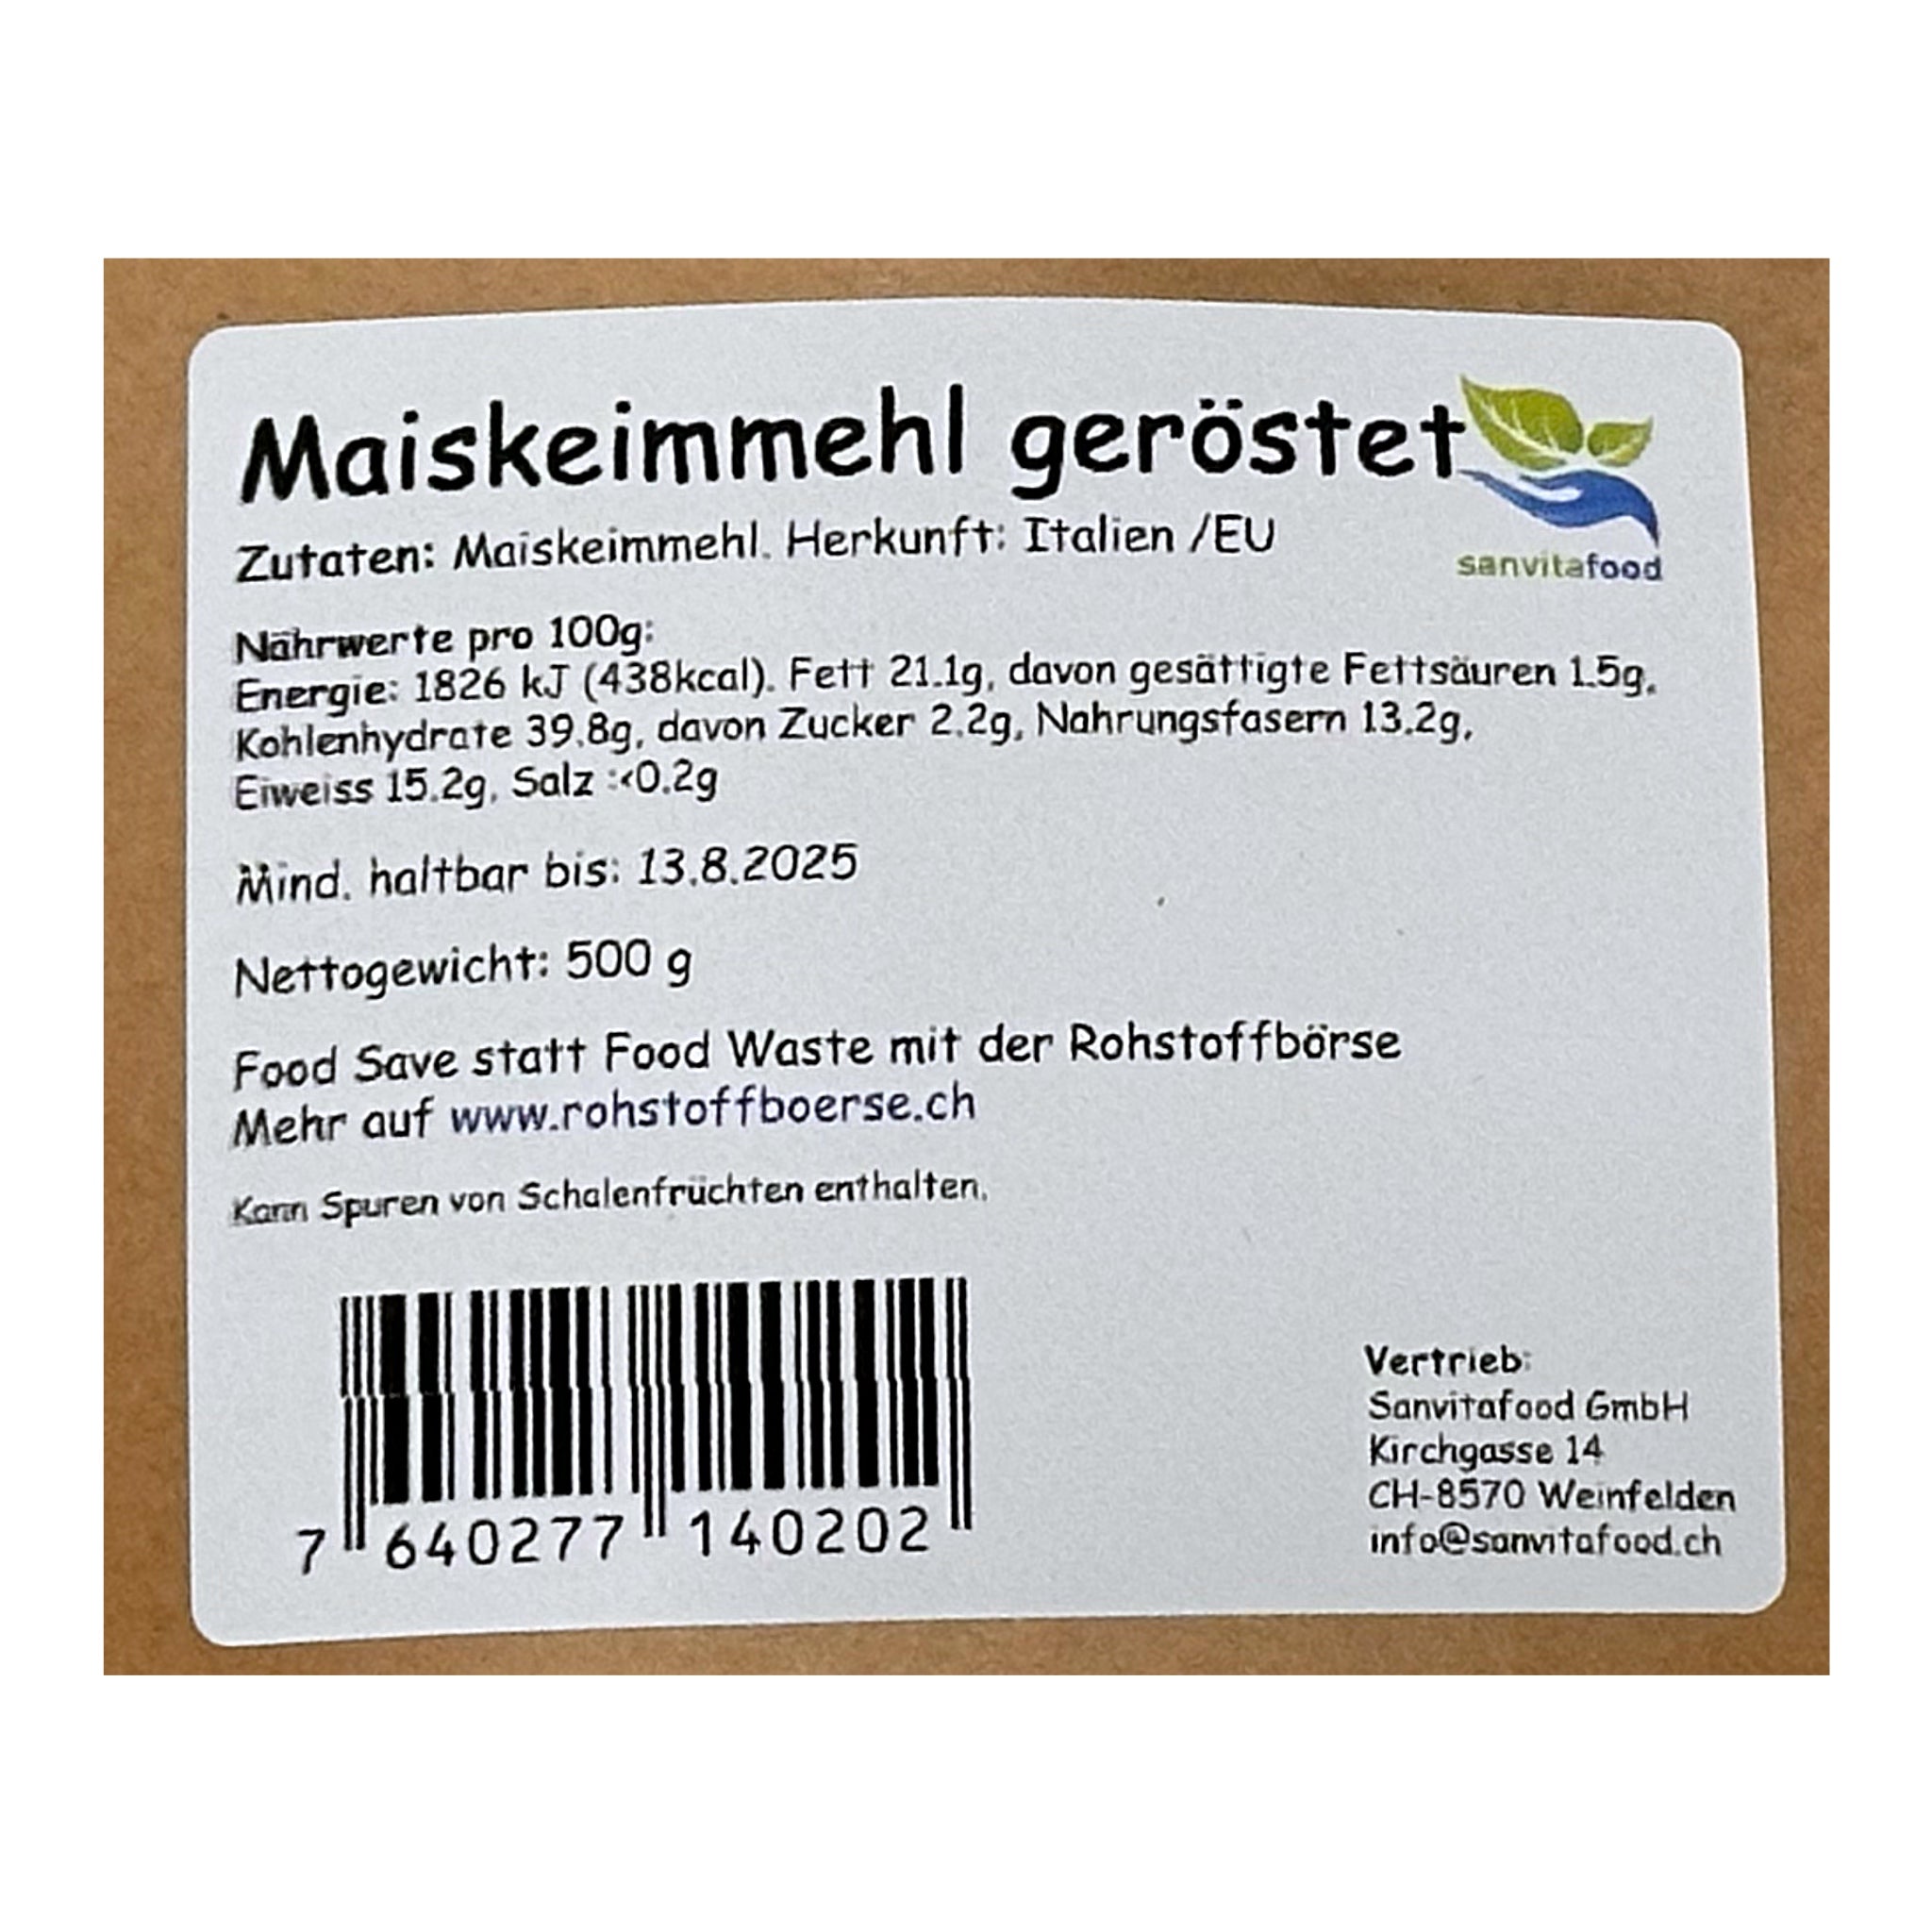 Maiskeimmehl geröstet
sanvitafood
Zutaten: Maiskeimmehl. Herkunft: Italien /EU
Nährwerte pro 100g:
Energie: 1826 kJ (438kcal). Fett 21.1g, davon gesättigte Fettsäuren 1.5g,
Kohlenhydrate 39.8g, davon Zucker 2.2g, Nahrungsfasern 13.2g,
Eiweiss 15.2g, Salz :<0.2g
Mind. haltbar bis: 13.8.2025
Nettogewicht: 500 g
Food Save statt Food Waste mit der Rohstoffbörse
Mehr auf www.rohstoffboerse.ch
Kann Spuren von Schalenfrüchten enthalten.
7 640277 140202
Vertrieb:
Sanvitafood GmbH
Kirchgasse 14
CH-8570 Weinfelden
info@sanvitafood.ch